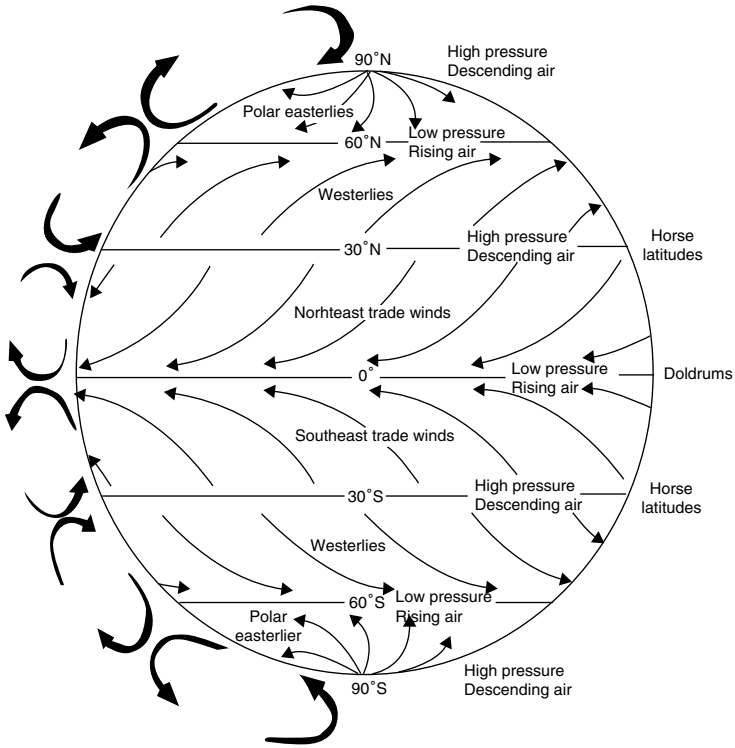 90˚N
High pressure
Descending air
Polar easterlies
60˚N
Low pressure
Rising air
Westerlies
30˚N
High pressure
Descending air
Horse
latitudes
Norhteast trade winds
0˚
Low pressure
Rising air
Doldrums
Southeast trade winds
30˚S
High pressure
Descending air
Horse
latitudes
Westerlies
60˚S
Low pressure
Rising air
Polar
easterlier
90˚S
High pressure
Descending air